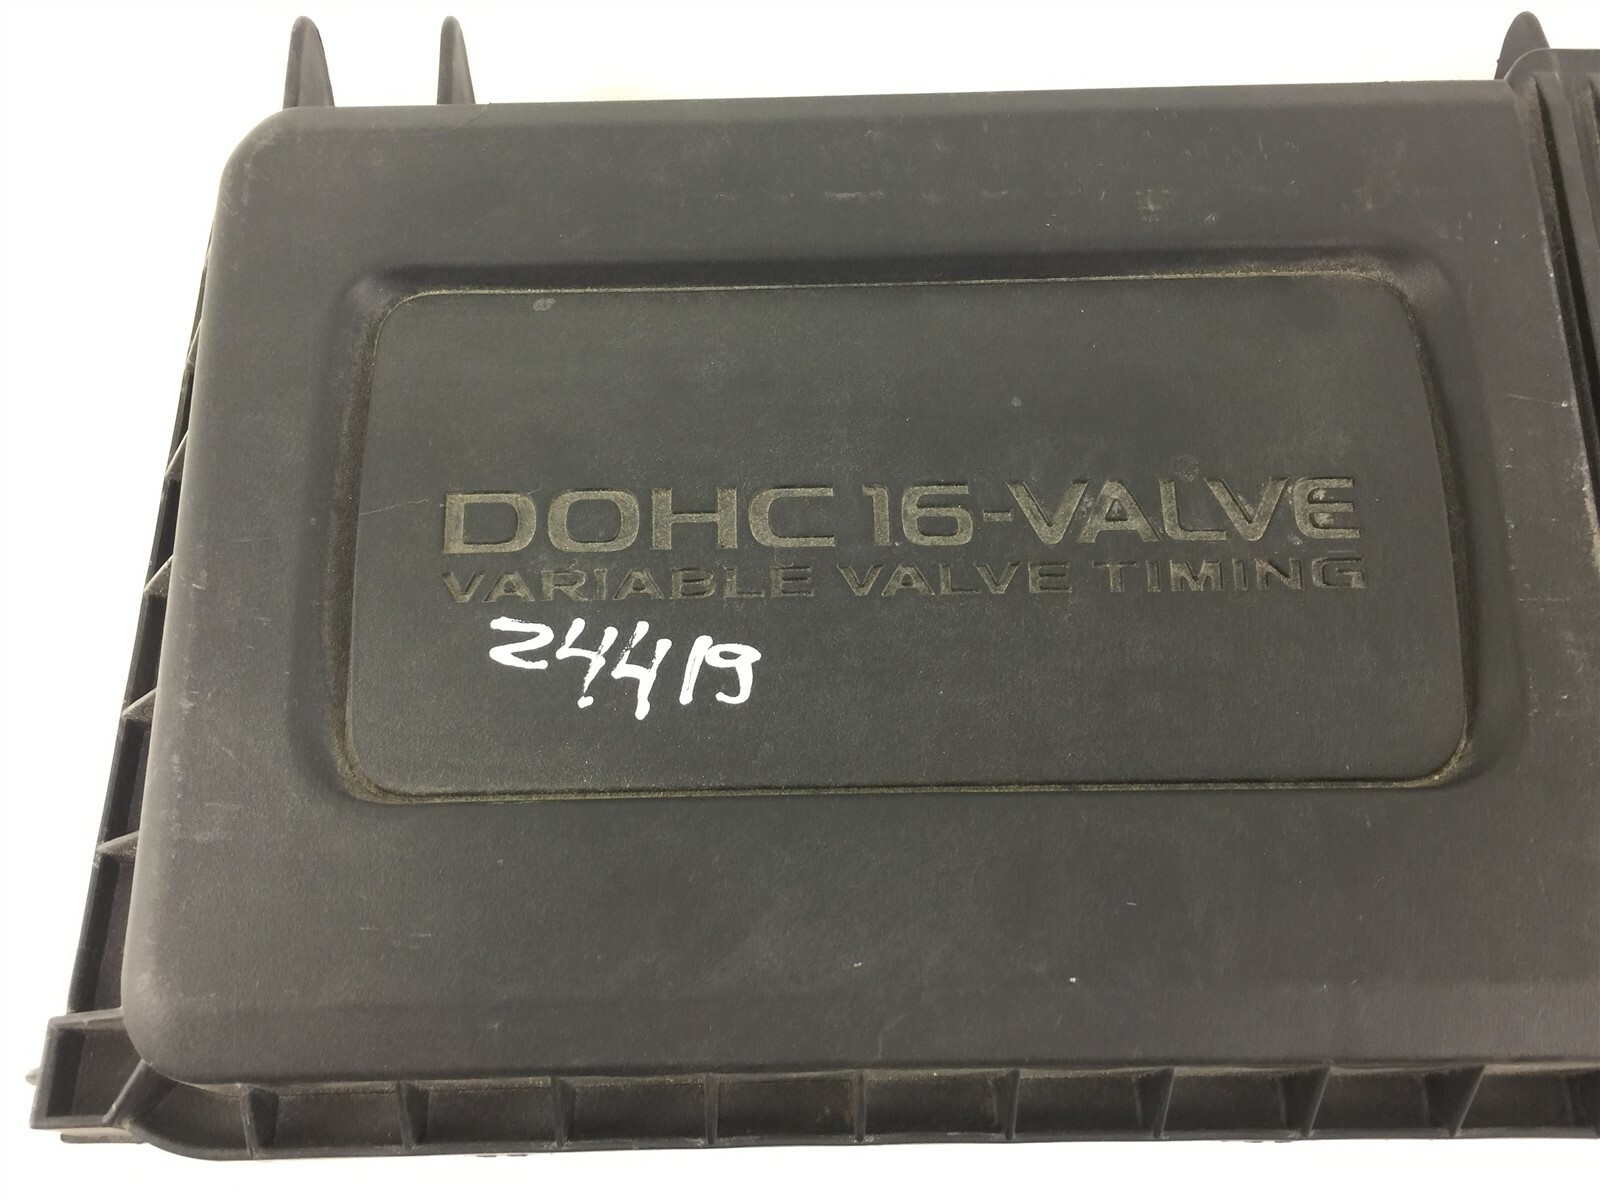 DOHC 16-VALVE
VARIABLE VALVE TIMING
24419